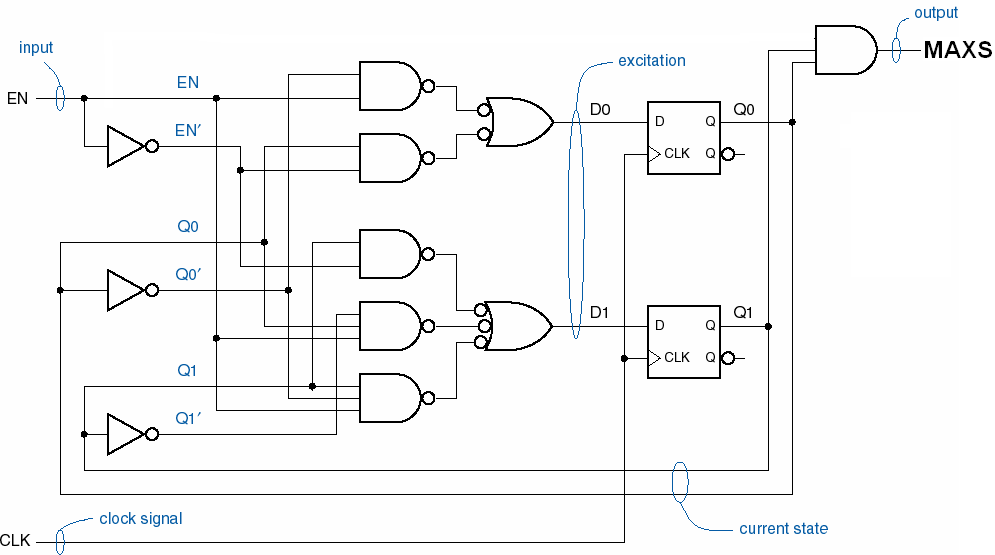 output
MAXS
input
excitation
EN
EN
D0
Q0
D
Q
EN′
CLK
Q
Q0
Q0′
D1
Q1
D
Q
CLK
Q
Q1
Q1′
clock signal
current state
CLK